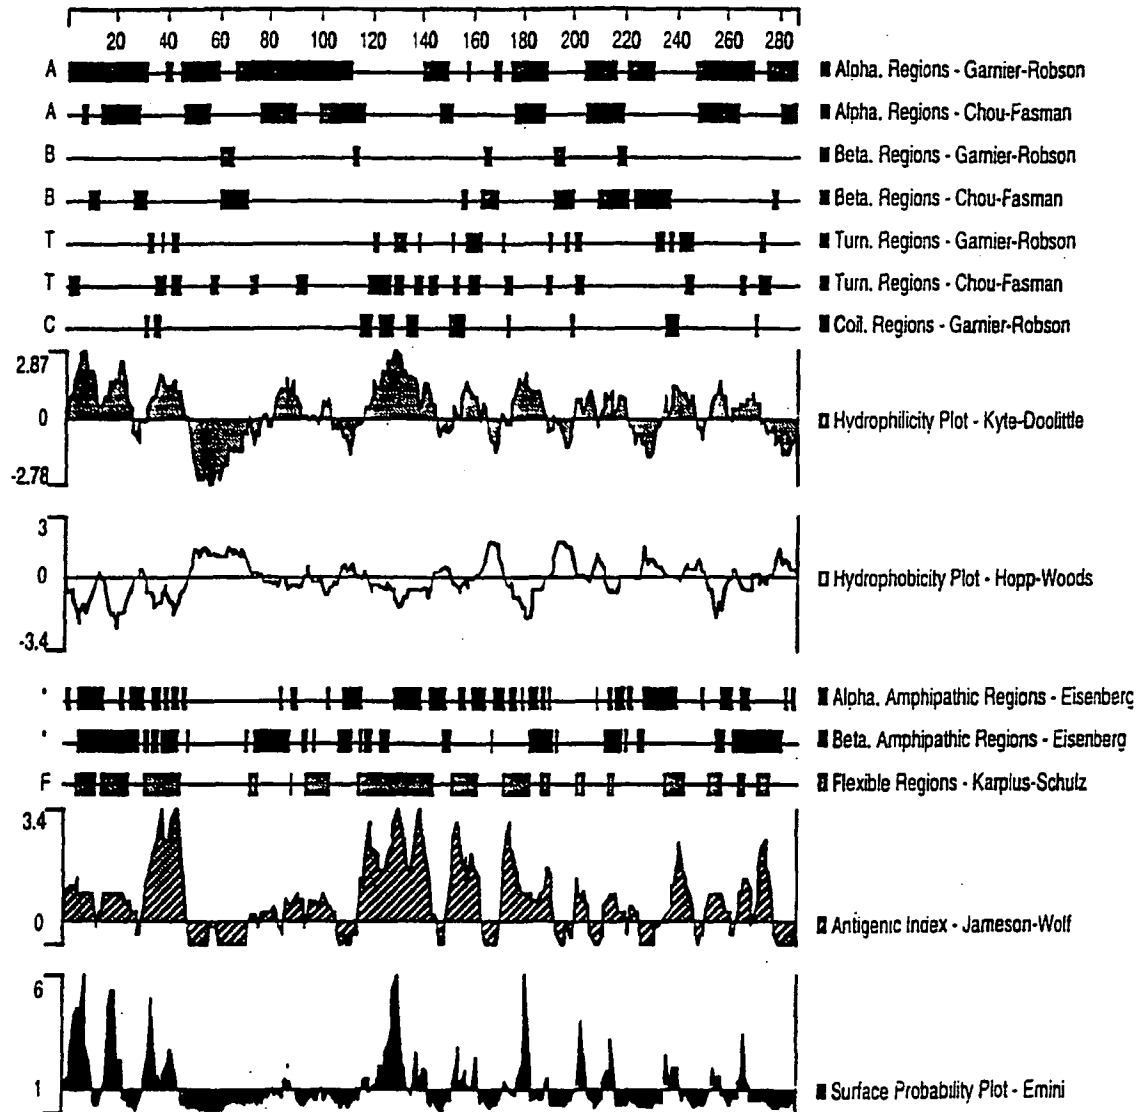 20 40 60 80 100 120 140 160 180 200 220 240 260 280
A Alpha. Regions - Garnier-Robson
A Alpha. Regions - Chou-Fasman
B Beta. Regions - Garnier-Robson
B Beta. Regions - Chou-Fasman
T Turn. Regions - Garnier-Robson
T Turn. Regions - Chou-Fasman
C Coil. Regions - Garnier-Robson
2.87
0 Hydrophilicity Plot - Kyte-Doolittle
-2.78
3
0 Hydrophobicity Plot - Hopp-Woods
-3.4
* Alpha. Amphipathic Regions - Eisenberg
* Beta. Amphipathic Regions - Eisenberg
F Flexible Regions - Karplus-Schulz
3.4
0 Antigenic Index - Jameson-Wolf
6
1 Surface Probability Plot - Emini